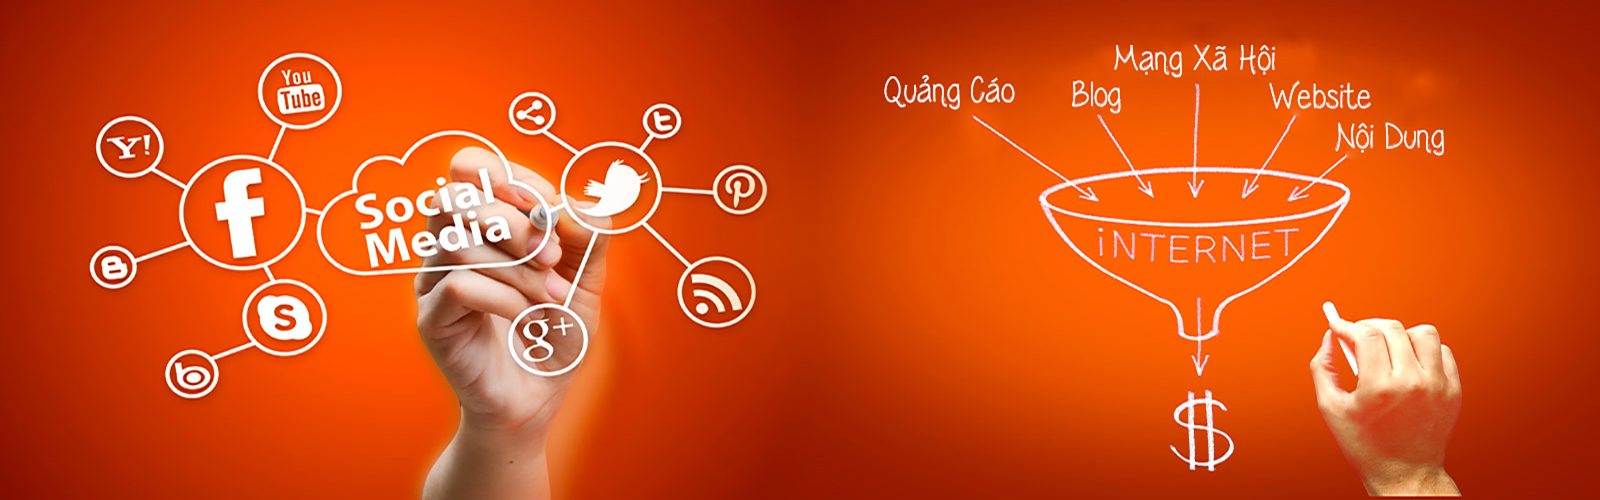 You
Tube
Y!
Social
Media
g+
Quảng Cáo
Blog
Mạng Xã Hội
Website
Nội Dung
iNTERNET
$